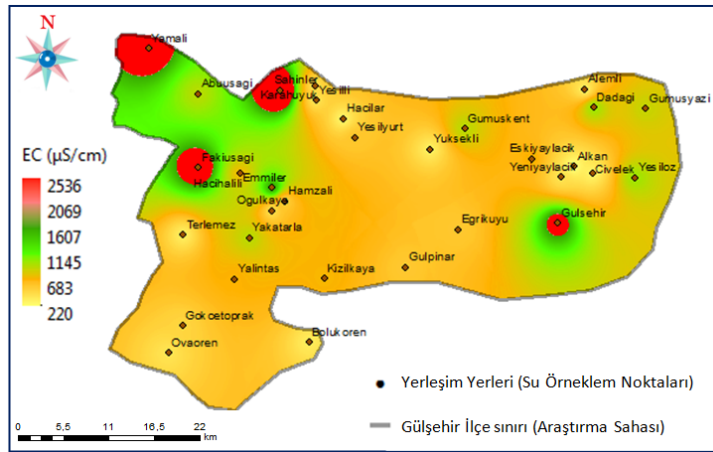 N
Yamali
Abuusagi
Sahinler
Yesilli
Karahuyuk
Hacilar
Yesilyurt
Yuksekli
Gumuskent
Alemli
Dadagi
Gumusyazi
Eskiyaylacik
Alkan
Yeniyaylacik
Civelek
Yesiloz
Fakiusagi
Emmiler
Hacihalili
Hamzali
Ogulkaya
Terlemez
Yakatarla
Egrikuyu
Gulsehir
Yalintas
Kizilkaya
Gulpinar
Gokcetoprak
Ovaoren
Bolukoren
EC (µS/cm)
2536
2069
1607
1145
683
220
Yerleşim Yerleri (Su Örneklem Noktaları)
Gülşehir İlçe sınırı (Araştırma Sahası)
0 5,5 11 16,5 22
km